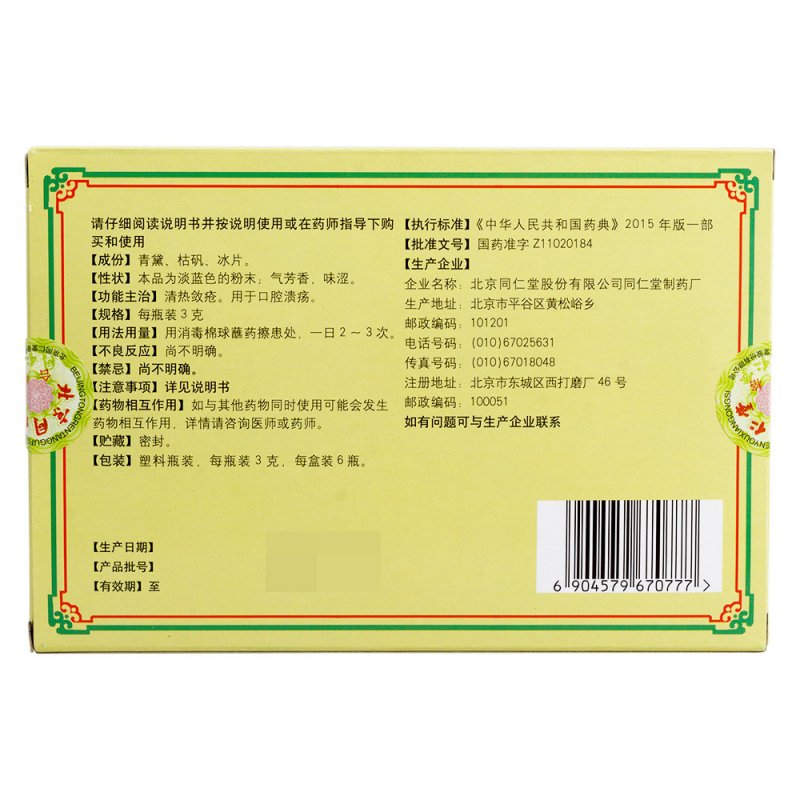 请仔细阅读说明书并按说明使用或在药师指导下购
买和使用
【成份】青黛、枯矾、冰片。
【性状】本品为淡蓝色的粉末；气芳香，味涩。
【功能主治】清热敛疮。用于口腔溃疡。
【规格】每瓶装3克
【用法用量】用消毒棉球蘸药擦患处，一日2～3次。
【不良反应】尚不明确。
【禁忌】尚不明确。
【注意事项】详见说明书
【药物相互作用】如与其他药物同时使用可能会发生
药物相互作用，详情请咨询医师或药师。
【贮藏】密封。
【包装】塑料瓶装，每瓶装3克，每盒装6瓶。
【生产日期】
【产品批号】
【有效期】至
【执行标准】《中华人民共和国药典》2015年版一部
【批准文号】国药准字Z11020184
【生产企业】
企业名称：北京同仁堂股份有限公司同仁堂制药厂
生产地址：北京市平谷区黄松峪乡
邮政编码：101201
电话号码：(010)67025631
传真号码：(010)67018048
注册地址：北京市东城区西打磨厂46号
邮政编码：100051
如有问题可与生产企业联系
6 904579 670777
BEIJINGTONGRENTANGGUFE